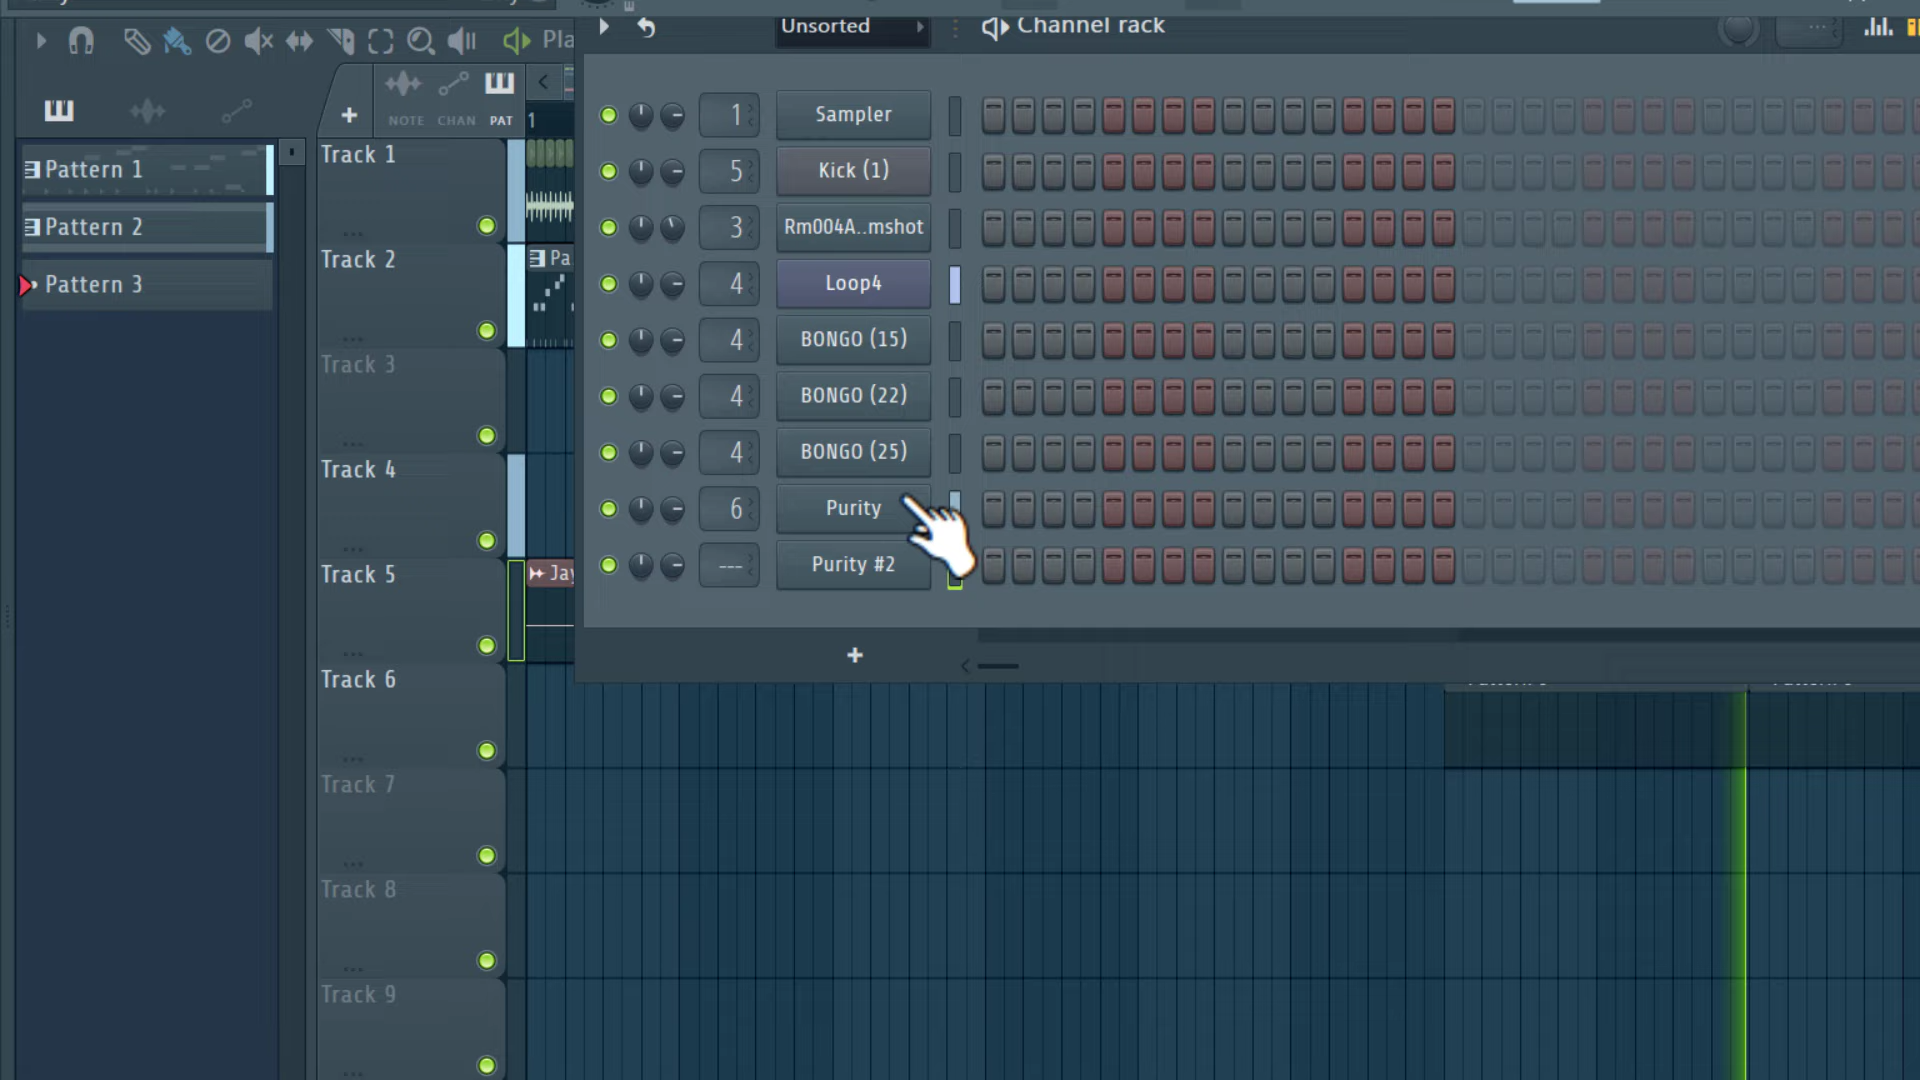 Unsorted
Channel rack
Pla
NOTE
CHAN
PAT
1
Pattern 1
Pattern 2
Pattern 3
Track 1
Track 2
Pa
Track 3
Track 4
Track 5
Jay
Track 6
Track 7
Track 8
Track 9
1 Sampler
5 Kick (1)
3 Rm004A..mshot
4 Loop4
4 BONGO (15)
4 BONGO (22)
4 BONGO (25)
6 Purity
--- Purity #2